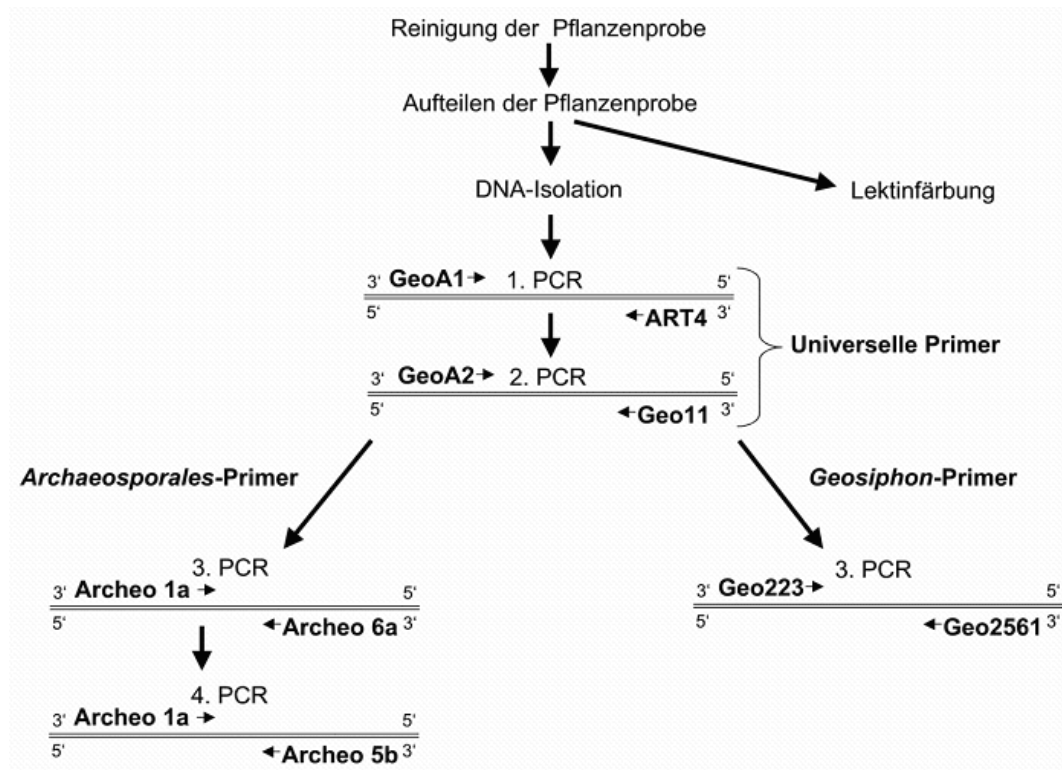 Reinigung der Pflanzenprobe
Aufteilen der Pflanzenprobe
DNA-Isolation
Lektinfärbung
3' GeoA1 1. PCR 5'
5' ART4 3'
Universelle Primer
3' GeoA2 2. PCR 5'
5' Geo11 3'
Archaeosporales-Primer
Geosiphon-Primer
3. PCR
3' Archeo 1a 5'
5' Archeo 6a 3'
3. PCR
3' Geo223 5'
5' Geo2561 3'
4. PCR
3' Archeo 1a 5'
5' Archeo 5b 3'